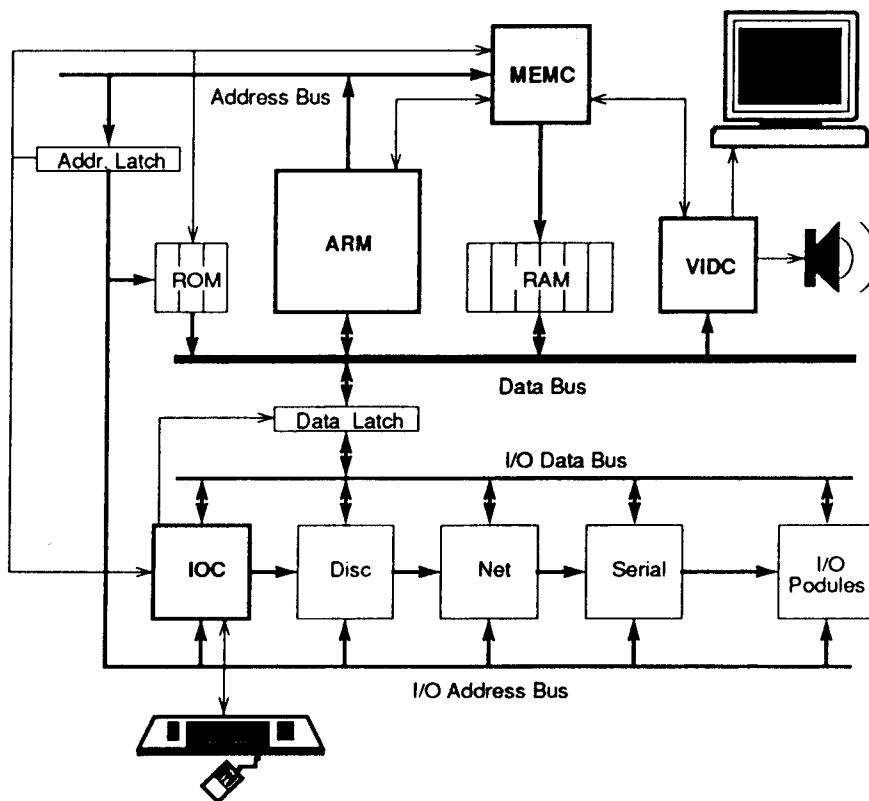 MEMC
Address Bus
Addr. Latch
ARM
ROM
RAM
VIDC
Data Bus
Data Latch
I/O Data Bus
IOC
Disc
Net
Serial
I/O
Podules
I/O Address Bus